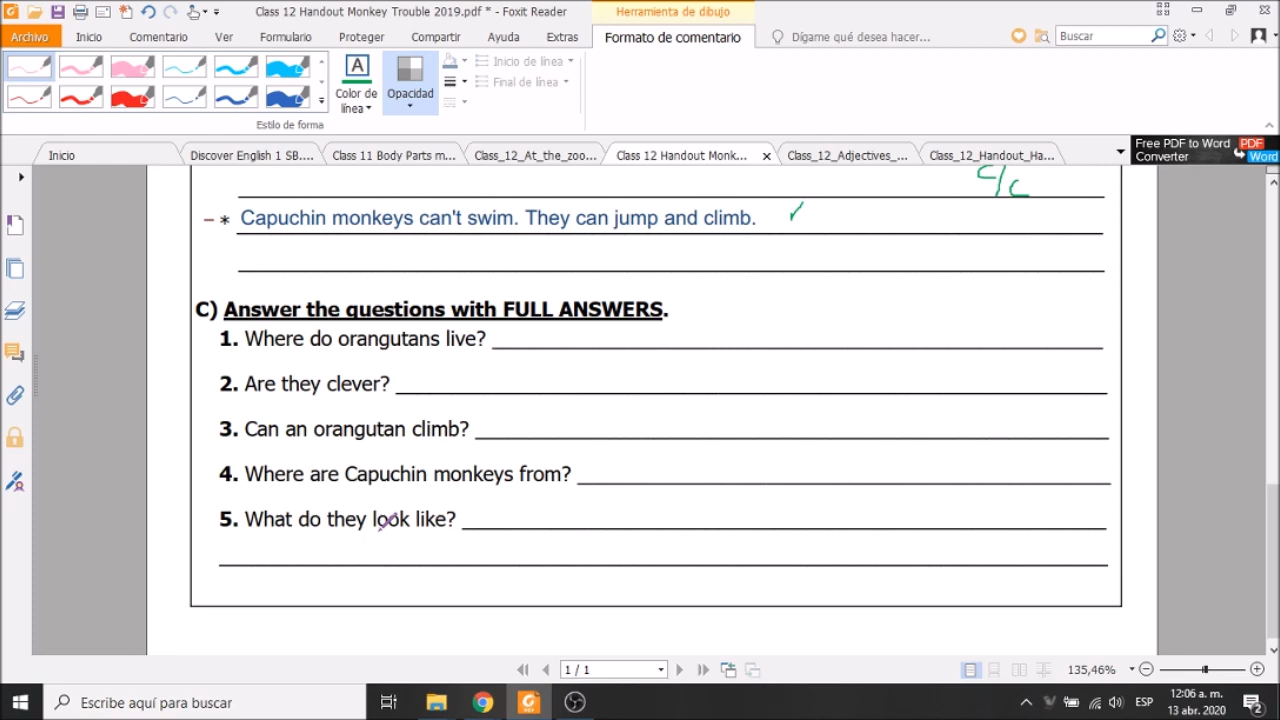 Class 12 Handout Monkey Trouble 2019.pdf * - Foxit Reader
Herramienta de dibujo
Archivo
Inicio
Comentario
Ver
Formulario
Proteger
Compartir
Ayuda
Extras
Formato de comentario
Dígame qué desea hacer...
Buscar
Color de línea
Opacidad
Inicio de línea
Final de línea
Estilo de forma
Inicio
Discover English 1 SB....
Class 11 Body Parts m...
Class_12_At_the_zoo...
Class 12 Handout Monk...
Class_12_Adjectives_...
Class_12_Handout_Ha...
Free PDF to Word Converter
PDF
Word
c/c
– * Capuchin monkeys can't swim. They can jump and climb. ✓
C) Answer the questions with FULL ANSWERS.
1. Where do orangutans live?
2. Are they clever?
3. Can an orangutan climb?
4. Where are Capuchin monkeys from?
5. What do they look like?
1 / 1
135,46%
Escribe aquí para buscar
ESP
12:06 a. m.
13 abr. 2020
2